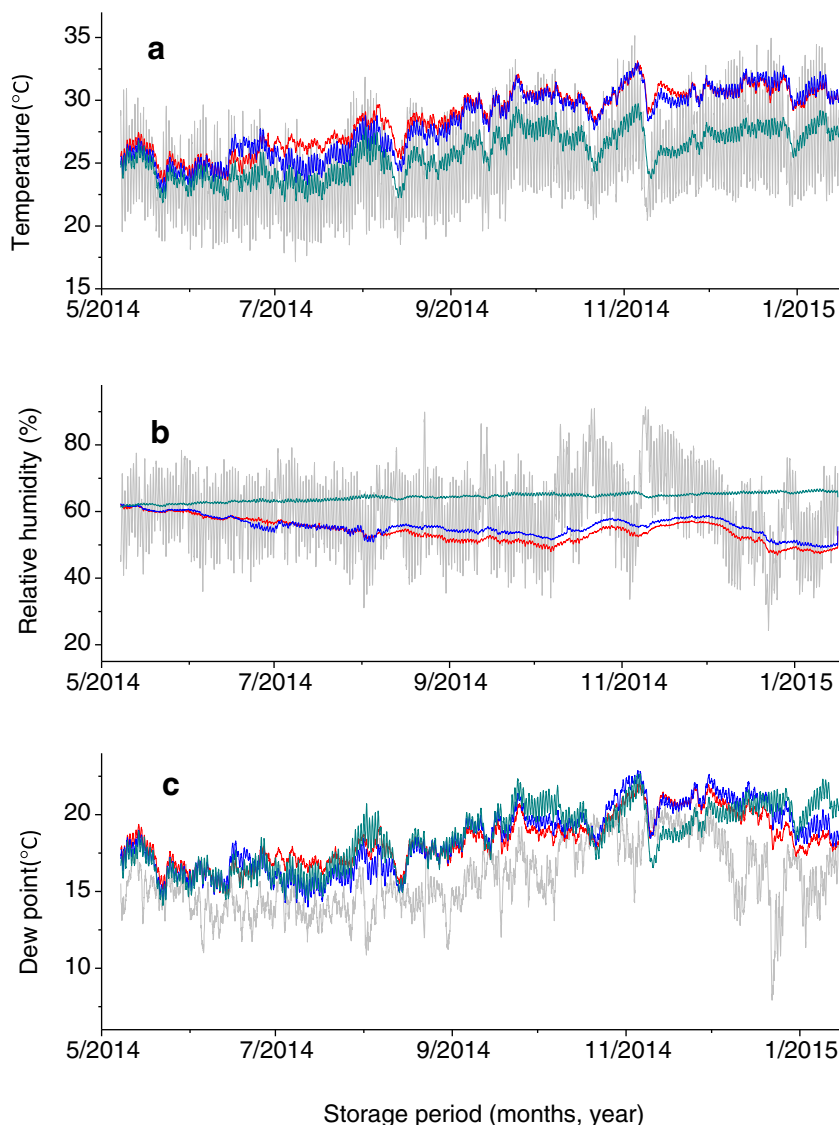 a
Temperature(°C)
35
30
25
20
15
5/2014 7/2014 9/2014 11/2014 1/2015
b
Relative humidity (%)
80
60
40
20
5/2014 7/2014 9/2014 11/2014 1/2015
c
Dew point(°C)
20
15
10
5/2014 7/2014 9/2014 11/2014 1/2015
Storage period (months, year)